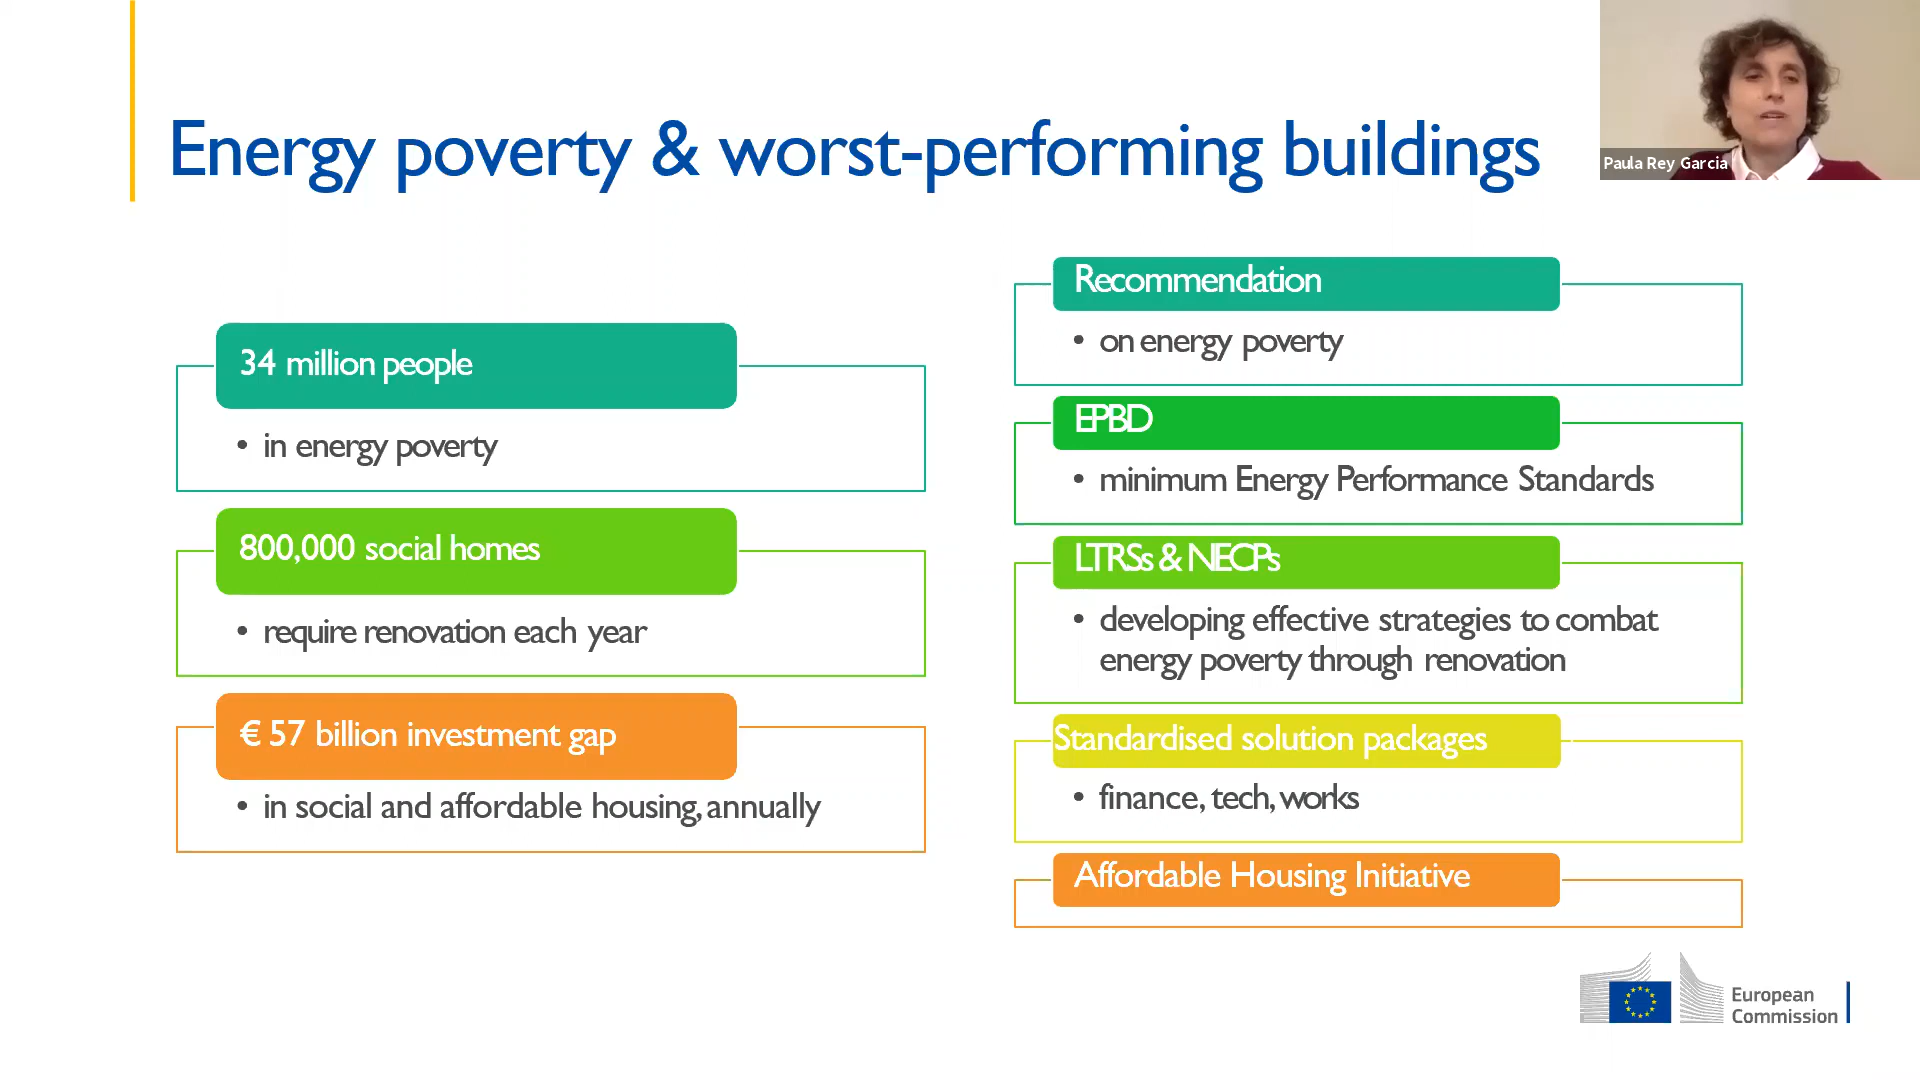 Energy poverty & worst-performing buildings
Paula Rey Garcia
34 million people
• in energy poverty
800,000 social homes
• require renovation each year
€ 57 billion investment gap
• in social and affordable housing, annually
Recommendation
• on energy poverty
EPBD
• minimum Energy Performance Standards
LTRSs & NECPs
• developing effective strategies to combat
energy poverty through renovation
Standardised solution packages
• finance, tech, works
Affordable Housing Initiative
European
Commission